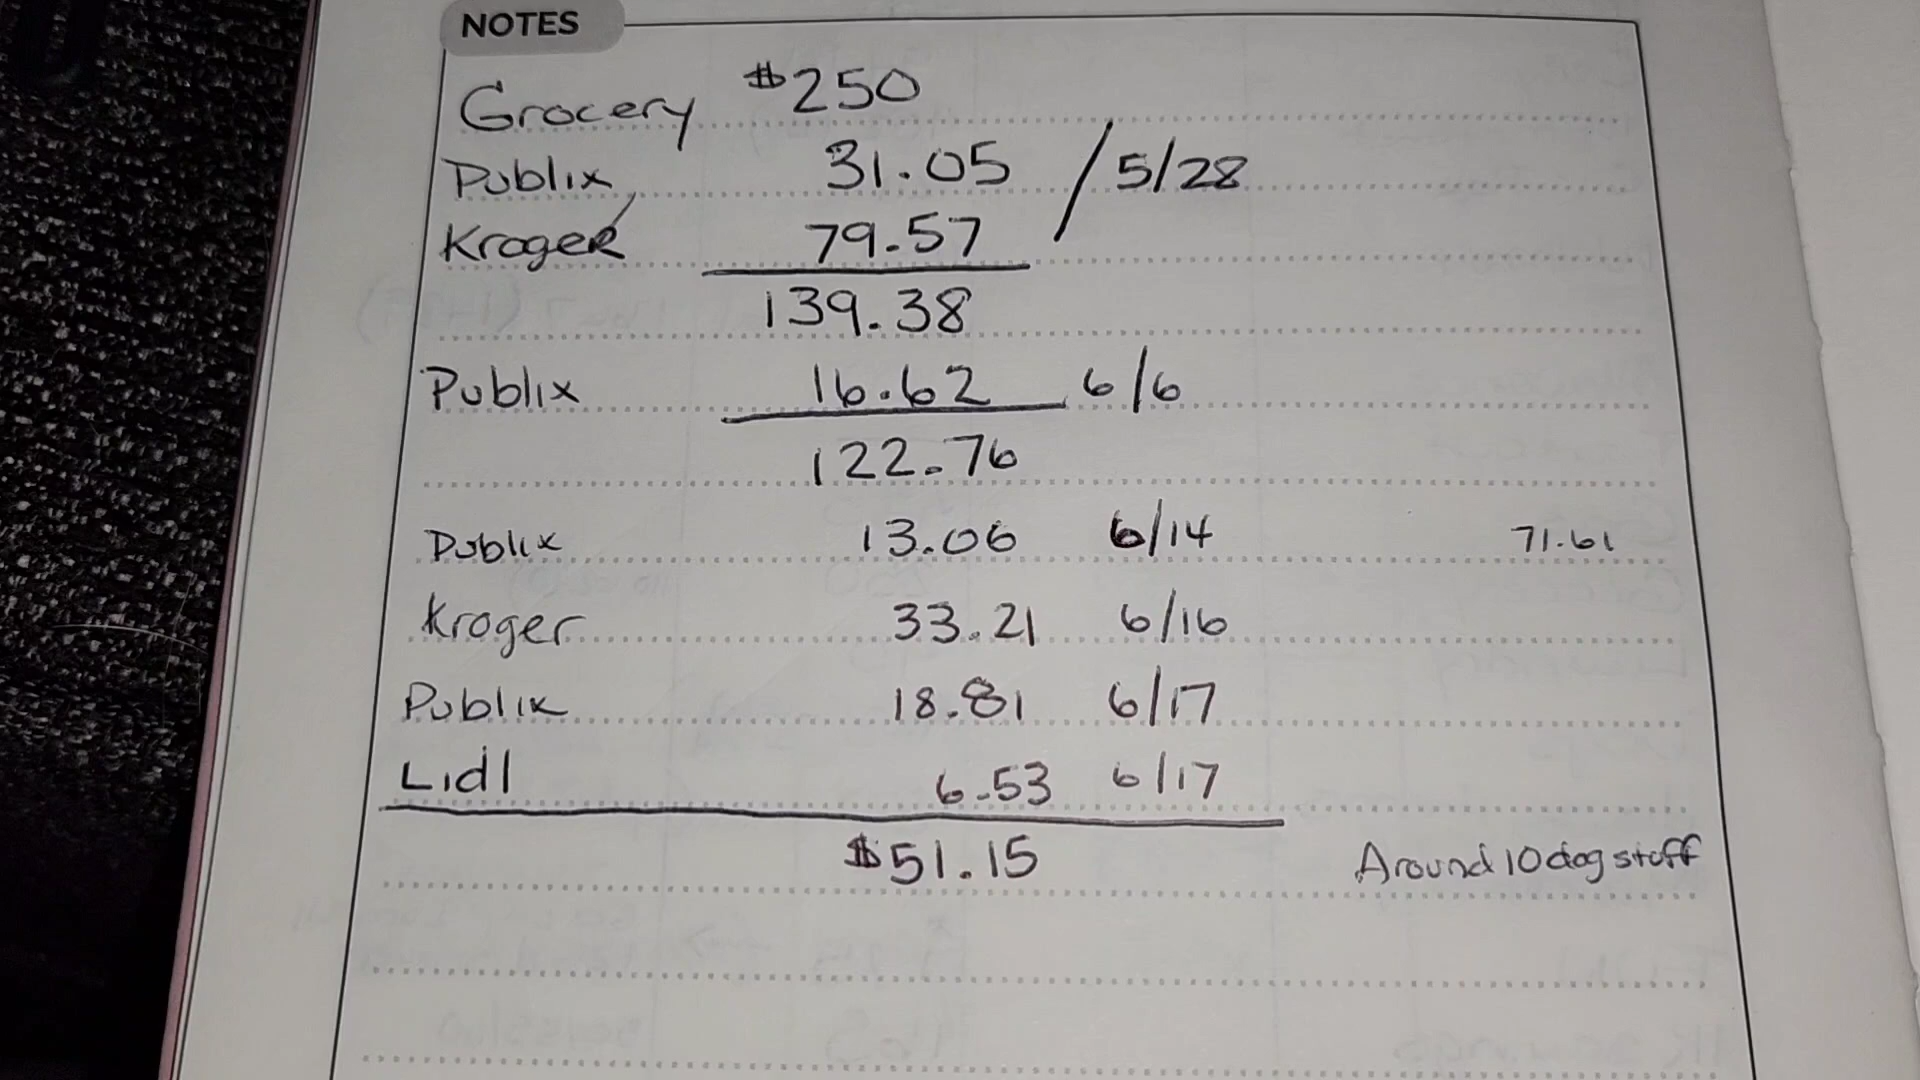 NOTES
Grocery $250
Publix 31.05 / 5/28
Kroger 79.57
139.38
Publix 16.62 6/6
122.76
Publix 13.06 6/14 71.61
Kroger 33.21 6/16
Publix 18.81 6/17
Lidl 6.53 6/17
$51.15 Around 10 dog stuff